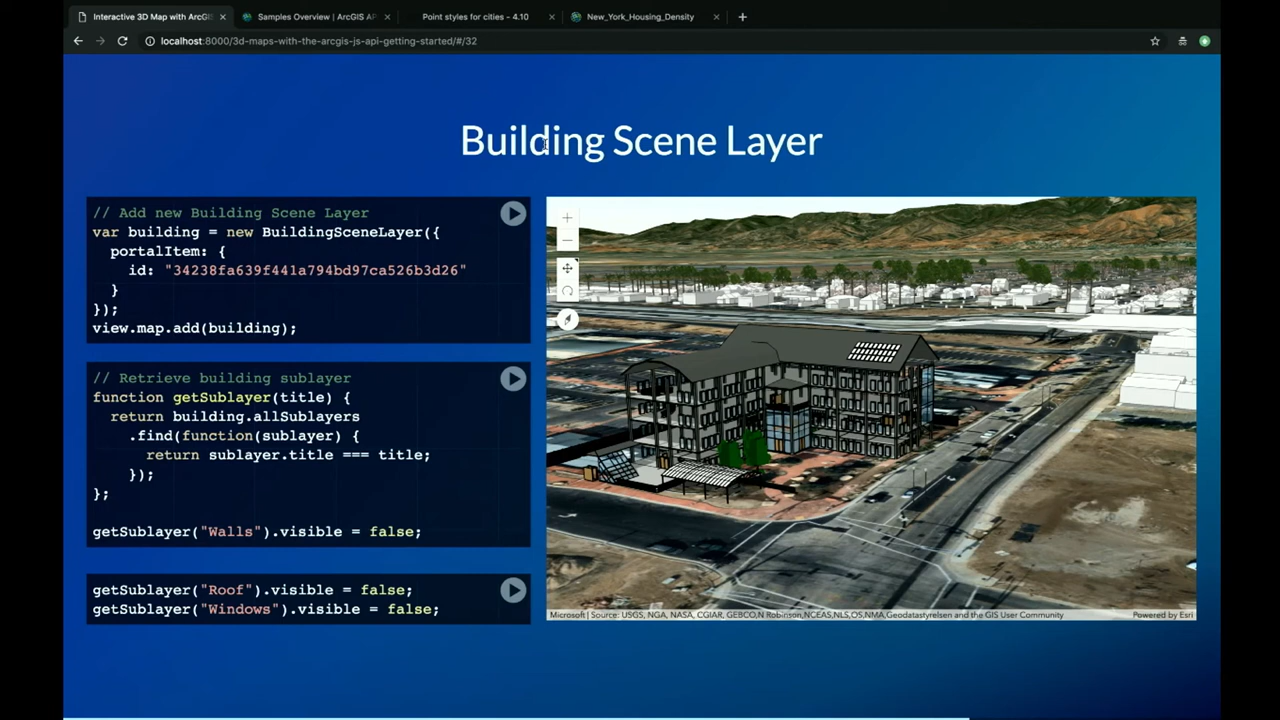 Interactive 3D Map with ArcGI
Samples Overview | ArcGIS AP
Point styles for cities - 4.10
New_York_Housing_Density
localhost:8000/3d-maps-with-the-arcgis-js-api-getting-started/#/32
Building Scene Layer
// Add new Building Scene Layer
var building = new BuildingSceneLayer({
portalItem: {
id: "34238fa639f441a794bd97ca526b3d26"
}
});
view.map.add(building);
// Retrieve building sublayer
function getSublayer(title) {
return building.allSublayers
.find(function(sublayer) {
return sublayer.title === title;
});
};
getSublayer("Walls").visible = false;
getSublayer("Roof").visible = false;
getSublayer("Windows").visible = false;
Microsoft | Source: USGS, NGA, NASA, CGIAR, GEBCO,N Robinson,NCEAS,NLS,OS,NMA,Geodatastyrelsen and the GIS User Community
Powered by Esri